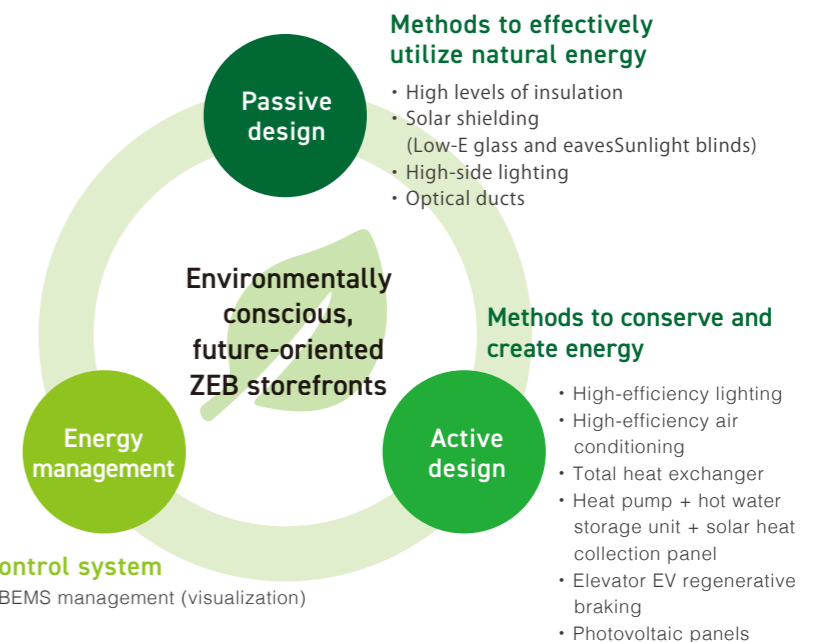 Methods to effectively
utilize natural energy
・High levels of insulation
・Solar shielding
(Low-E glass and eavesSunlight blinds)
・High-side lighting
・Optical ducts
Passive
design
Environmentally
conscious,
future-oriented
ZEB storefronts
Methods to conserve and
create energy
・High-efficiency lighting
・High-efficiency air
conditioning
・Total heat exchanger
・Heat pump + hot water
storage unit + solar heat
collection panel
・Elevator EV regenerative
braking
・Photovoltaic panels
Active
design
Energy
management
ontrol system
BEMS management (visualization)